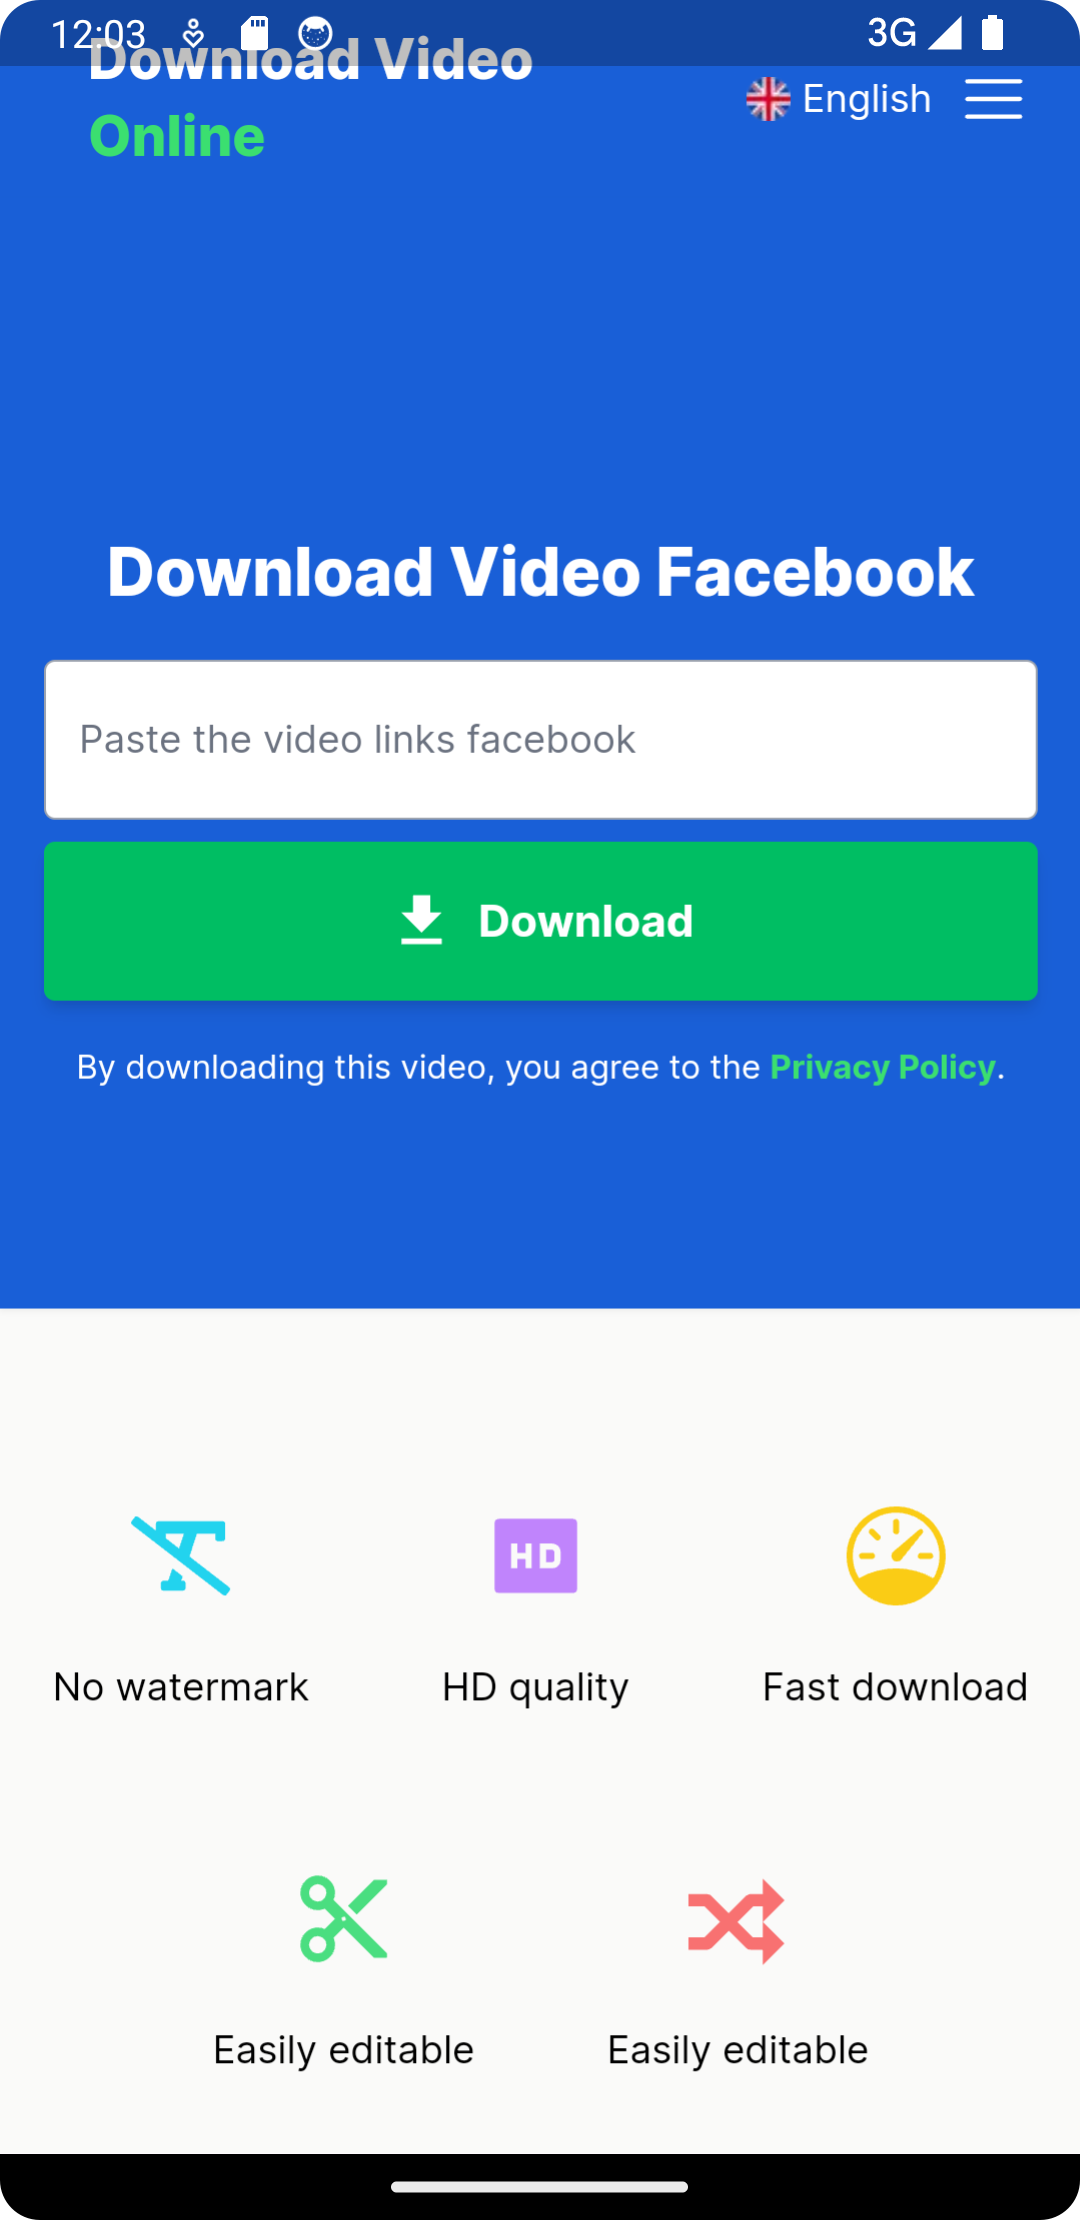 12:03
3G
Download Video
Online
English
Download Video Facebook
Paste the video links facebook
Download
By downloading this video, you agree to the Privacy Policy.
HD
No watermark
HD quality
Fast download
Easily editable
Easily editable